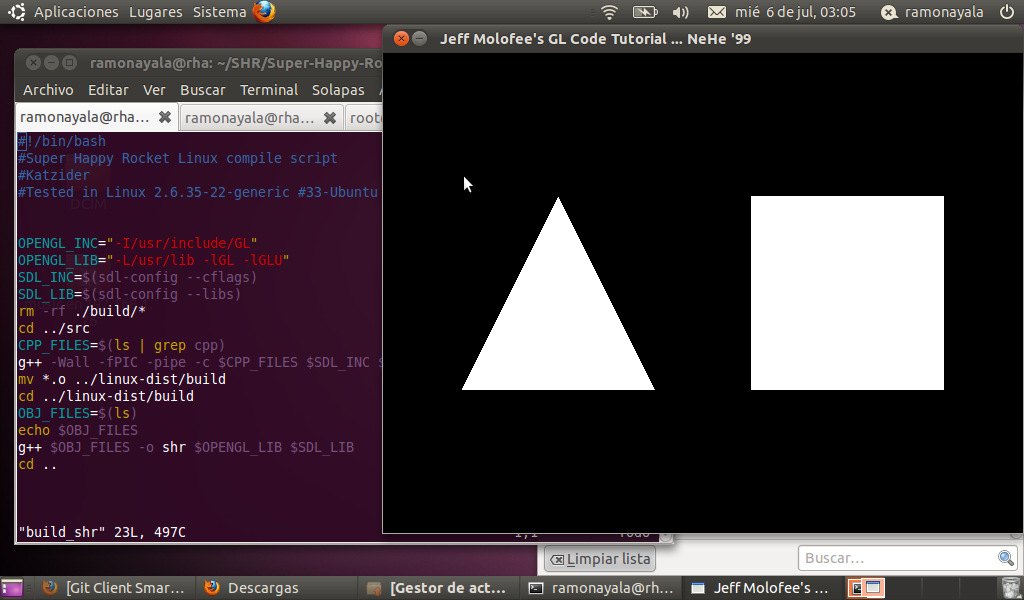 Aplicaciones Lugares Sistema mié 6 de jul, 03:05 ramonayala
Jeff Molofee's GL Code Tutorial ... NeHe '99
ramonayala@rha: ~/SHR/Super-Happy-Ro
Archivo Editar Ver Buscar Terminal Solapas
ramonayala@rha... ramonayala@rha... root
#!/bin/bash
#Super Happy Rocket Linux compile script
#Katzider
#Tested in Linux 2.6.35-22-generic #33-Ubuntu
DCIM
OPENGL_INC="-I/usr/include/GL"
OPENGL_LIB="-L/usr/lib -lGL -lGLU"
SDL_INC=$(sdl-config --cflags)
SDL_LIB=$(sdl-config --libs)
rm -rf ./build/*
cd ../src
CPP_FILES=$(ls | grep cpp)
g++ -Wall -fPIC -pipe -c $CPP_FILES $SDL_INC $
mv *.o ../linux-dist/build
cd ../linux-dist/build
OBJ_FILES=$(ls)
echo $OBJ_FILES
g++ $OBJ_FILES -o shr $OPENGL_LIB $SDL_LIB
cd ..
"build_shr" 23L, 497C 1,1 Todo
Limpiar lista Buscar...
[Git Client Smar... Descargas [Gestor de act... ramonayala@rh... Jeff Molofee's ...